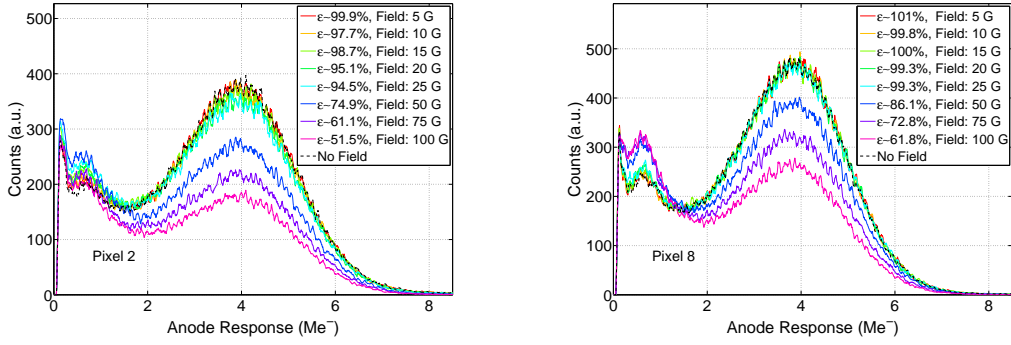 500
400
300
200
100
0
Counts (a.u.)
0 2 4 6 8
Anode Response (Me⁻)
Pixel 2
ε~99.9%, Field: 5 G
ε~97.7%, Field: 10 G
ε~98.7%, Field: 15 G
ε~95.1%, Field: 20 G
ε~94.5%, Field: 25 G
ε~74.9%, Field: 50 G
ε~61.1%, Field: 75 G
ε~51.5%, Field: 100 G
No Field
500
400
300
200
100
0
Counts (a.u.)
0 2 4 6 8
Anode Response (Me⁻)
Pixel 8
ε~101%, Field: 5 G
ε~99.8%, Field: 10 G
ε~100%, Field: 15 G
ε~99.3%, Field: 20 G
ε~99.3%, Field: 25 G
ε~86.1%, Field: 50 G
ε~72.8%, Field: 75 G
ε~61.8%, Field: 100 G
No Field